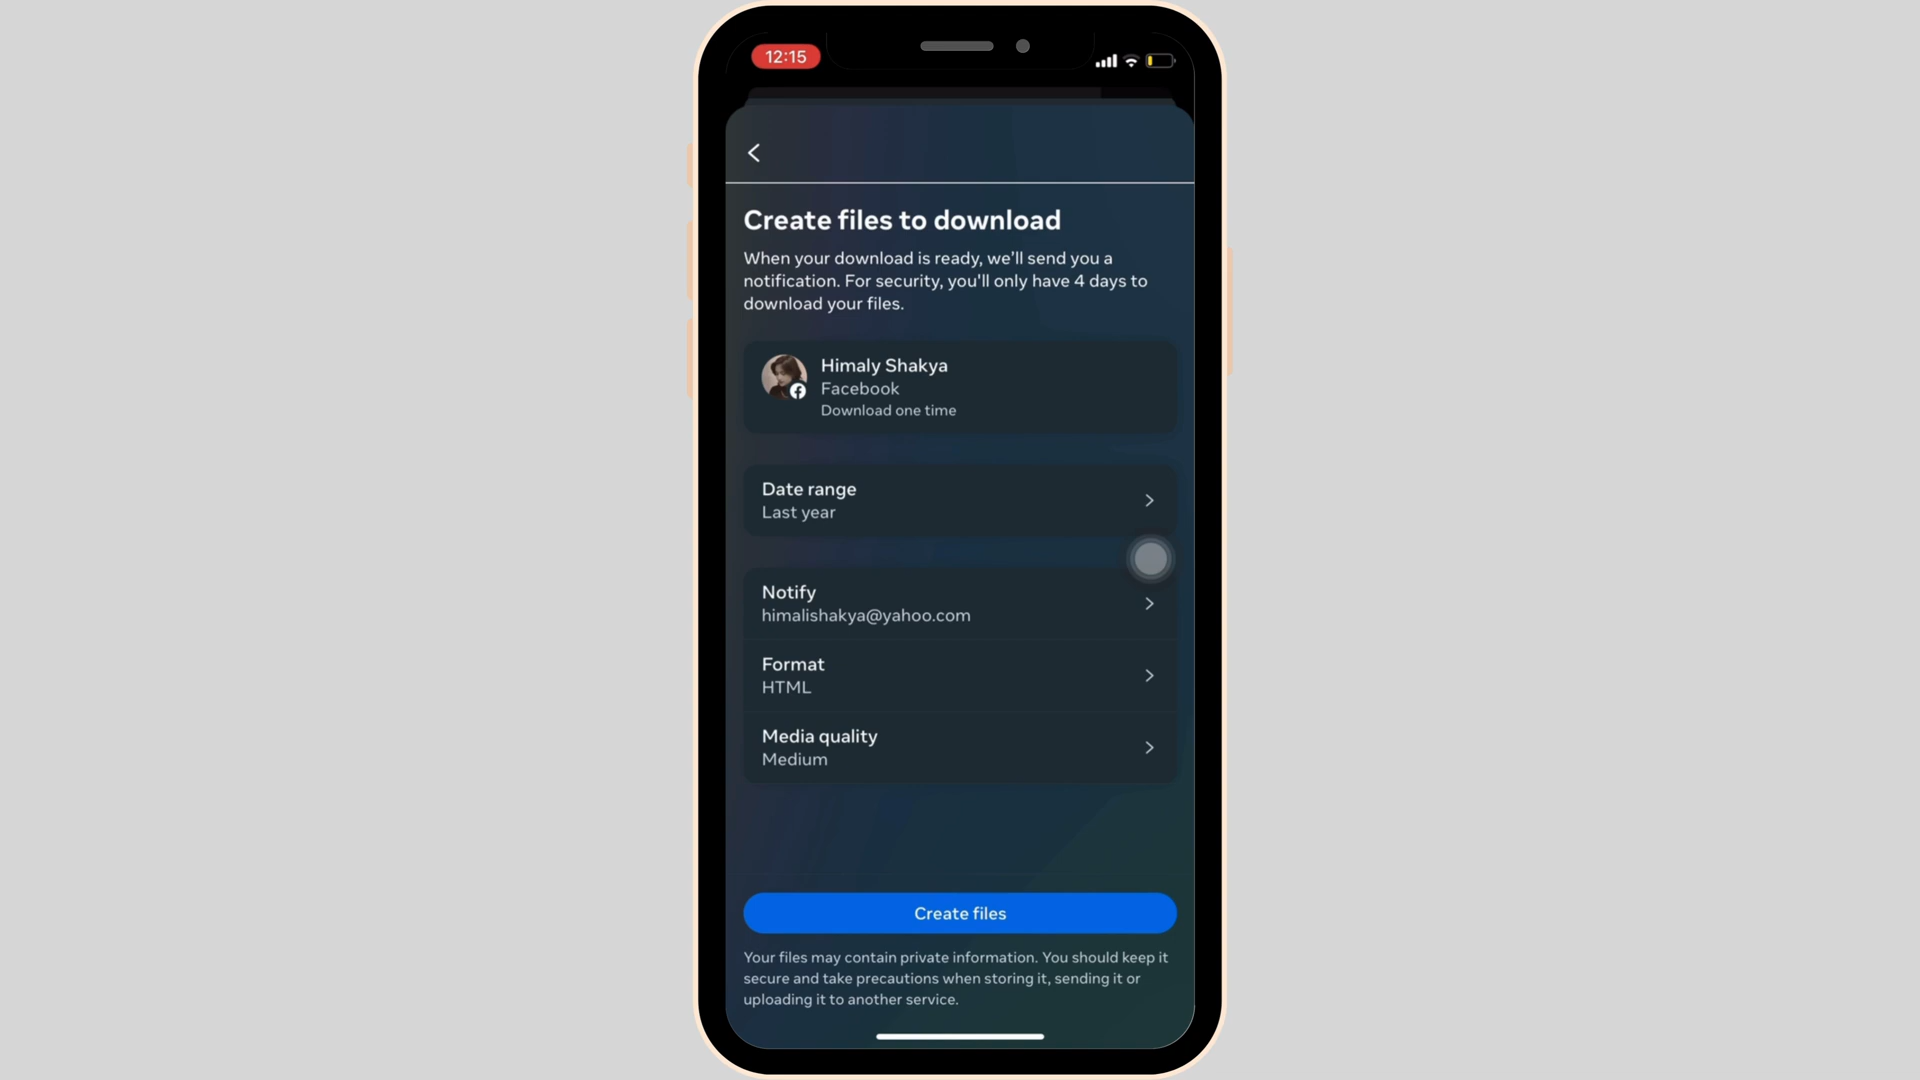 12:15
Create files to download
When your download is ready, we'll send you a
notification. For security, you'll only have 4 days to
download your files.
Himaly Shakya
Facebook
Download one time
Date range
Last year
Notify
himalishakya@yahoo.com
Format
HTML
Media quality
Medium
Create files
Your files may contain private information. You should keep it
secure and take precautions when storing it, sending it or
uploading it to another service.